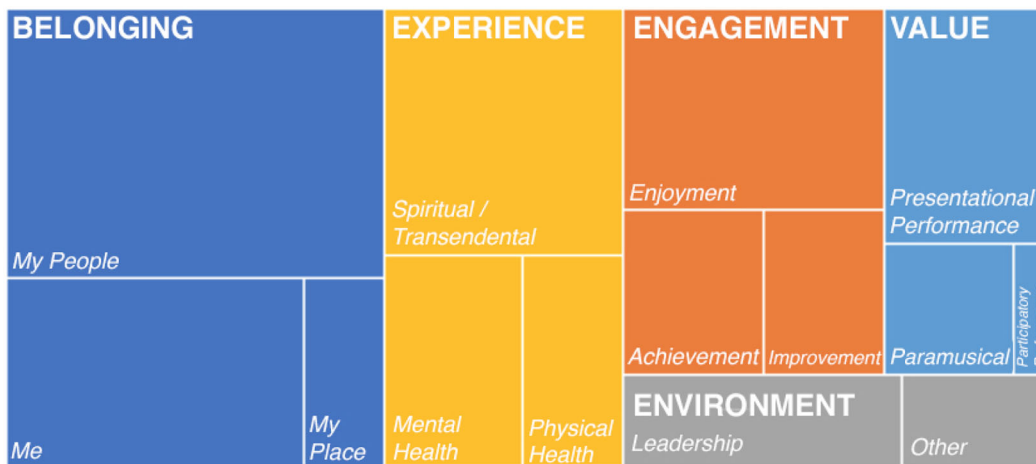 BELONGING
My People
Me
My
Place
EXPERIENCE
Spiritual /
Transendental
Mental
Health
Physical
Health
ENGAGEMENT
Enjoyment
Achievement
Improvement
VALUE
Presentational
Performance
Paramusical
Participatory
ENVIRONMENT
Leadership
Other